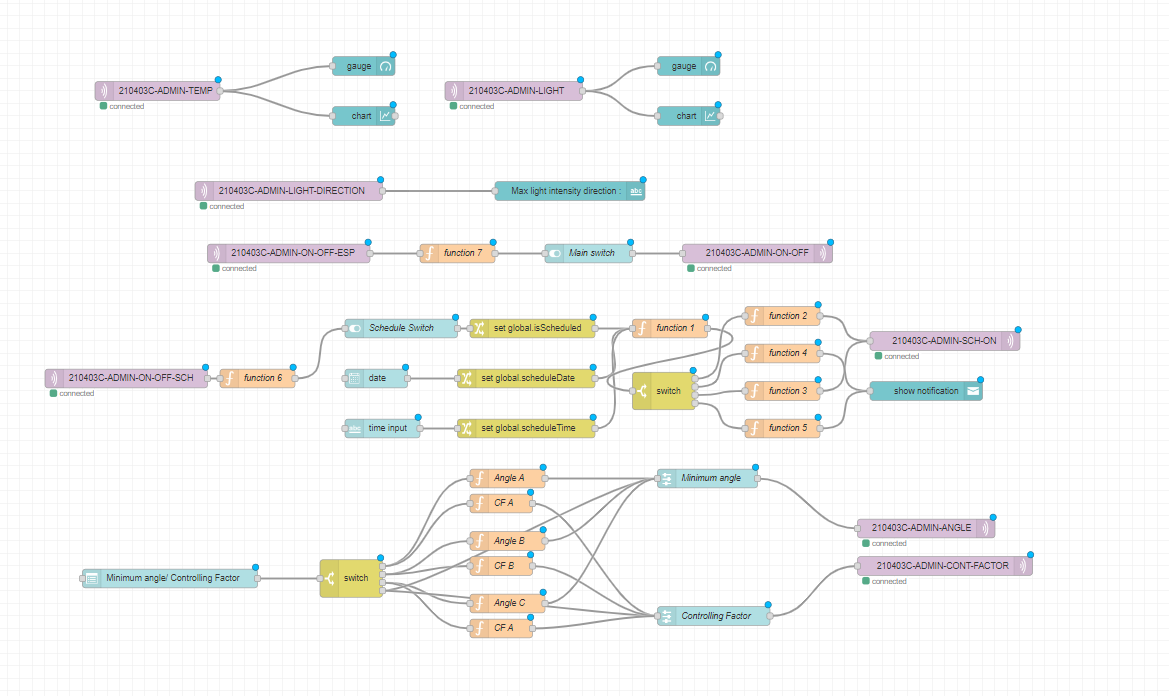 gauge
210403C-ADMIN-TEMP
connected
chart
gauge
210403C-ADMIN-LIGHT
connected
chart
210403C-ADMIN-LIGHT-DIRECTION
connected
Max light intensity direction :
abc
210403C-ADMIN-ON-OFF-ESP
connected
function 7
Main switch
210403C-ADMIN-ON-OFF
connected
210403C-ADMIN-ON-OFF-SCH
connected
function 6
Schedule Switch
set global.isScheduled
date
set global.scheduleDate
abc
time input
set global.scheduleTime
function 1
switch
function 2
function 4
function 3
function 5
210403C-ADMIN-SCH-ON
connected
show notification
Minimum angle/ Controlling Factor
switch
Angle A
CF A
Angle B
CF B
Angle C
CF A
Minimum angle
Controlling Factor
210403C-ADMIN-ANGLE
connected
210403C-ADMIN-CONT-FACTOR
connected